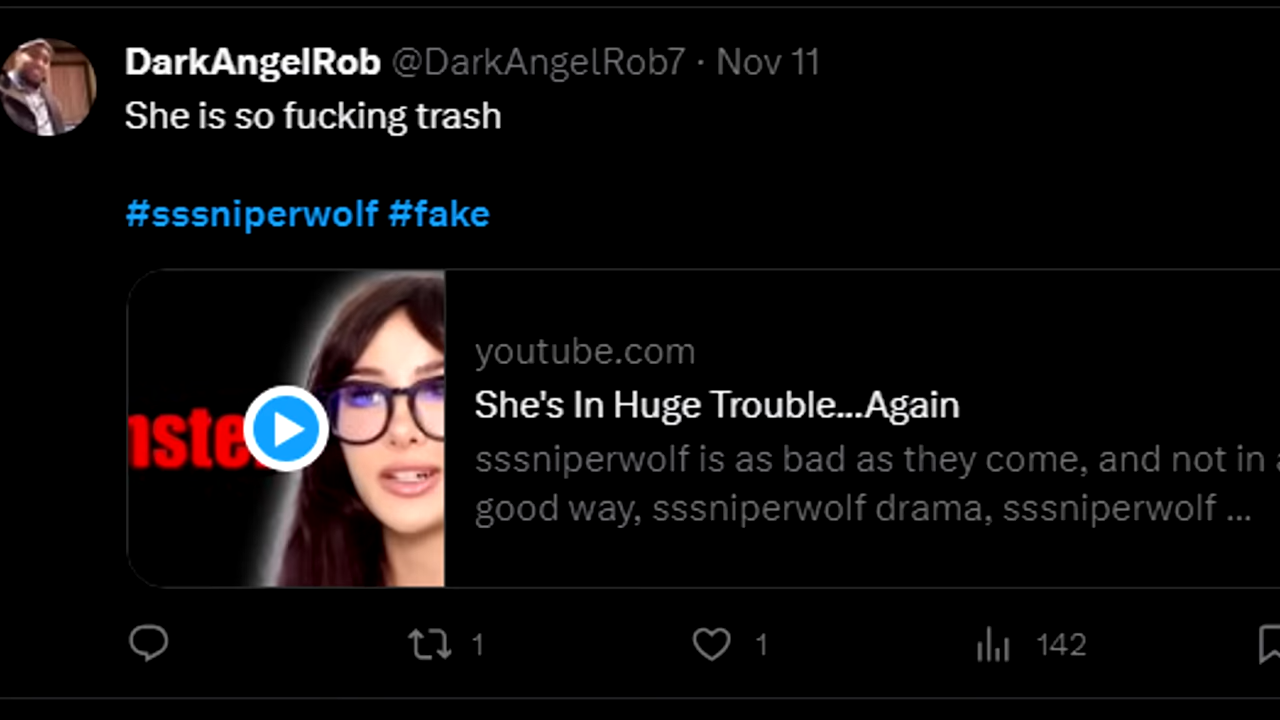 DarkAngelRob @DarkAngelRob7 · Nov 11
She is so fucking trash
#sssniperwolf #fake
nste
youtube.com
She's In Huge Trouble...Again
sssniperwolf is as bad as they come, and not in
good way, sssniperwolf drama, sssniperwolf ...
1 1 142